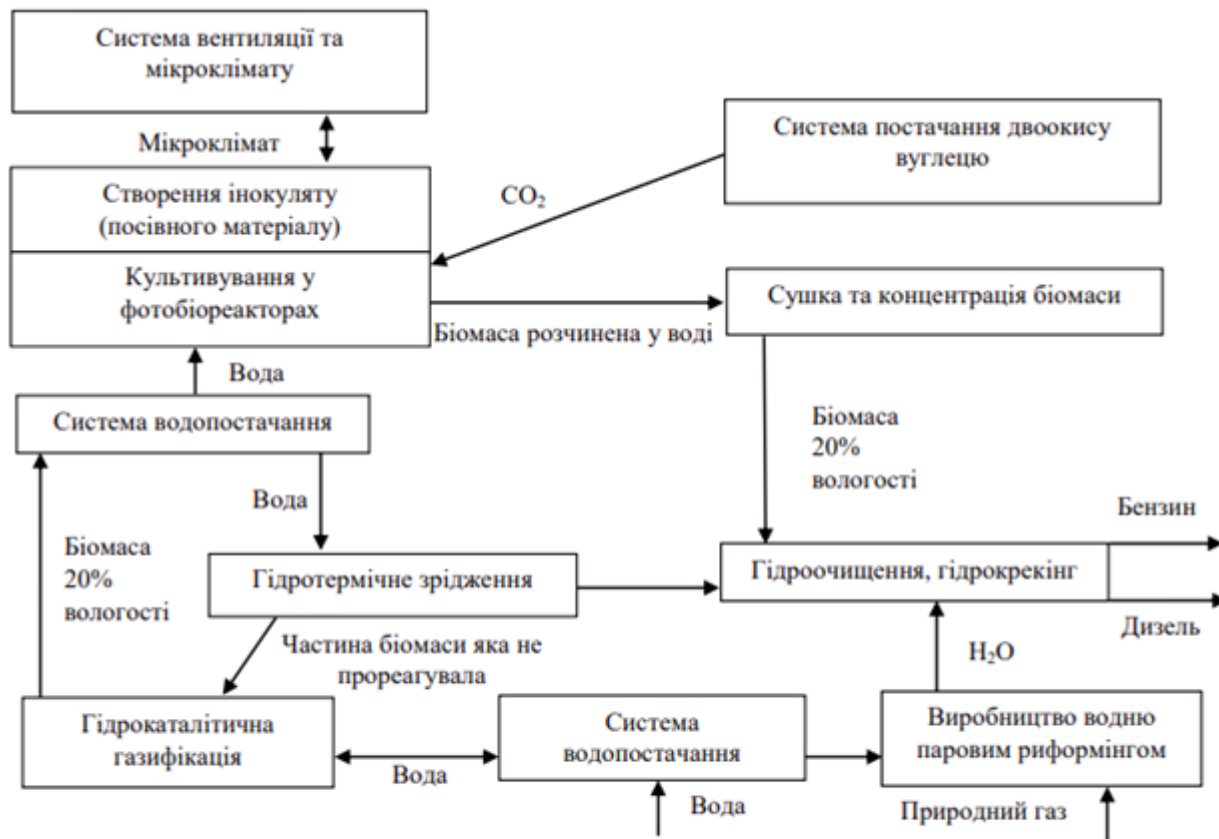 Система вентиляції та
мікроклімату
Мікроклімат
Система постачання двоокису
вуглецю
Створення інокуляту
(посівного матеріалу)
CO₂
Культивування у
фотобіореакторах
Сушка та концентрація біомаси
Біомаса розчинена у воді
Вода
Система водопостачання
Біомаса
20%
вологості
Вода
Бензин
Біомаса
20%
вологості
Гідротермічне зрідження
Гідроочищення, гідрокрекінг
Дизель
Частина біомаси яка не
прореагувала
H₂O
Гідрокаталітична
газифікація
Система
водопостачання
Виробництво водню
паровим риформінгом
Вода
Вода
Природний газ